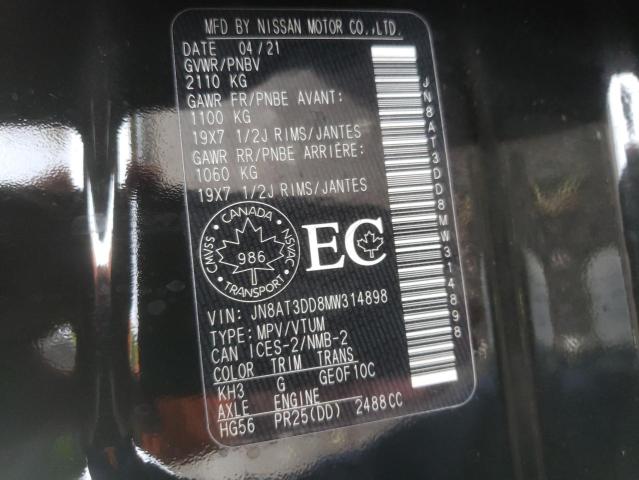 MFD BY NISSAN MOTOR CO.,LTD.
DATE 04/21
GVWR/PNBV
2110 KG
GAWR FR/PNBE AVANT:
1100 KG
19X7 1/2J RIMS/JANTES
GAWR RR/PNBE ARRIÈRE:
1060 KG
19X7 1/2J RIMS/JANTES
CANADA
CMVSS
NSVAC
986
TRANSPORT
EC
VIN: JN8AT3DD8MW314898
TYPE: MPV/VTUM
CAN ICES-2/NMB-2
COLOR TRIM TRANS
KH3 G GE0F10C
AXLE ENGINE
HG56 PR25(DD) 2488CC
JN8AT3DD8MW314898